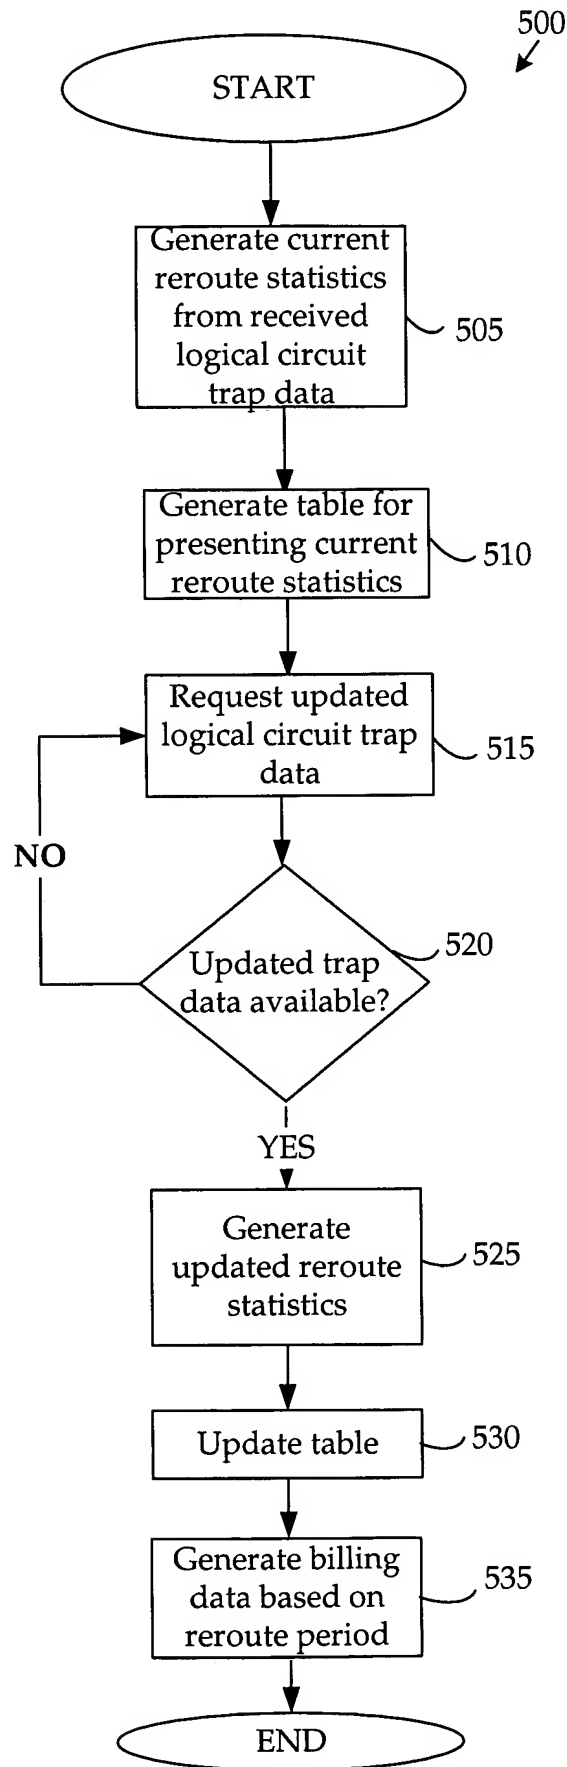 500
START
Generate current
reroute statistics
from received
logical circuit
trap data
505
Generate table for
presenting current
reroute statistics
510
Request updated
logical circuit trap
data
515
NO
Updated trap
data available?
520
YES
Generate
updated reroute
statistics
525
Update table
530
Generate billing
data based on
reroute period
535
END